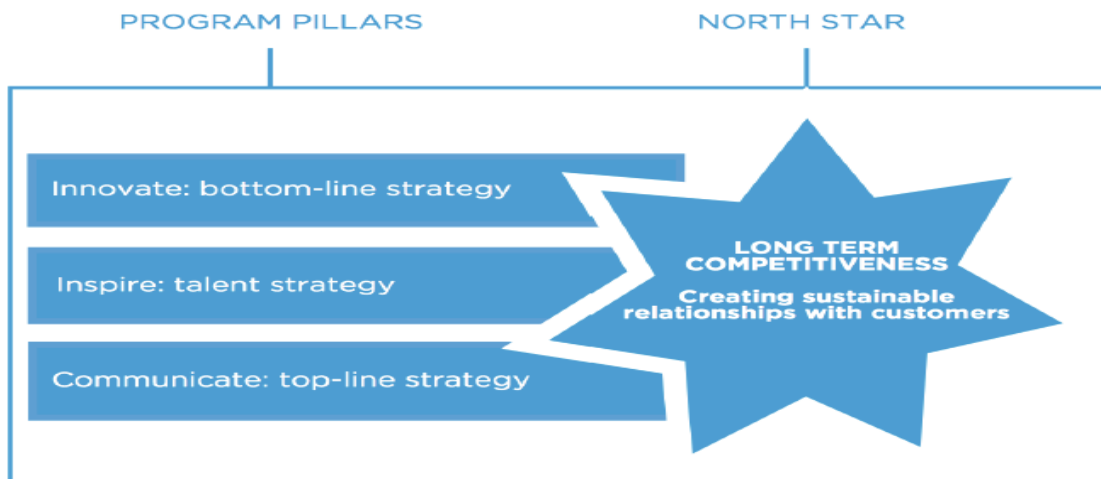 PROGRAM PILLARS
NORTH STAR
Innovate: bottom-line strategy
Inspire: talent strategy
Communicate: top-line strategy
LONG TERM
COMPETITIVENESS
Creating sustainable
relationships with customers